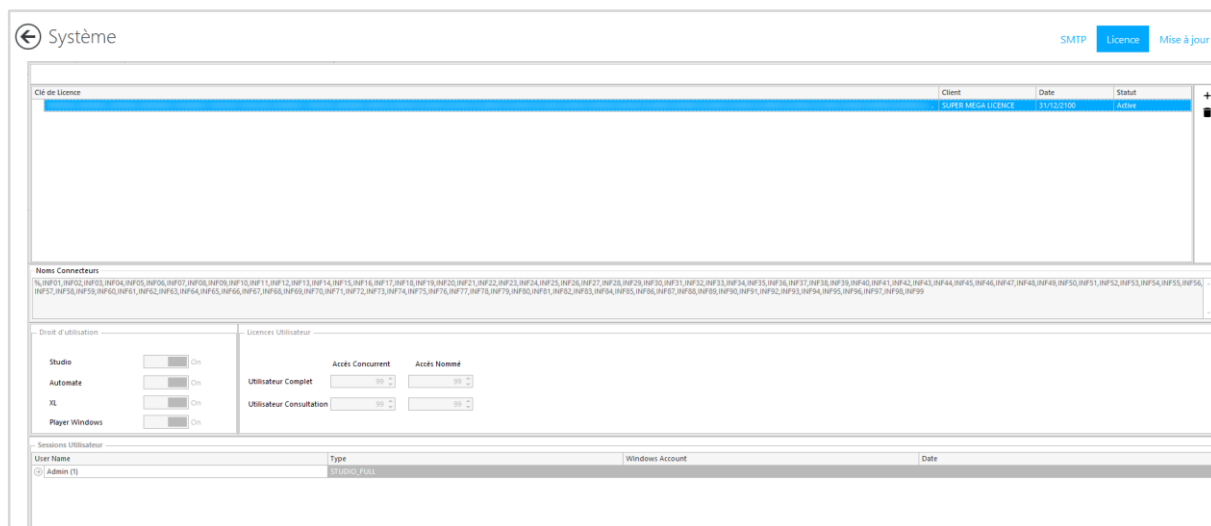 Système
SMTP Licence Mise à jour
Clé de Licence Client Date Statut
SUPER MEGA LICENCE 31/12/2100 Active
Noms Connecteurs
%,INF01,INF02,INF03,INF04,INF05,INF06,INF07,INF08,INF09,INF10,INF11,INF12,INF13,INF14,INF15,INF16,INF17,INF18,INF19,INF20,INF21,INF22,INF23,INF24,INF25,INF26,INF27,INF28,INF29,INF30,INF31,INF32,INF33,INF34,INF35,INF36,INF37,INF38,INF39,INF40,INF41,INF42,INF43,INF44,INF45,INF46,INF47,INF48,INF49,INF50,INF51,INF52,INF53,INF54,INF55,INF56,
INF57,INF58,INF59,INF60,INF61,INF62,INF63,INF64,INF65,INF66,INF67,INF68,INF69,INF70,INF71,INF72,INF73,INF74,INF75,INF76,INF77,INF78,INF79,INF80,INF81,INF82,INF83,INF84,INF85,INF86,INF87,INF88,INF89,INF90,INF91,INF92,INF93,INF94,INF95,INF96,INF97,INF98,INF99
Droit d'utilisation Licences Utilisateur
Studio On
Accès Concurrent Accès Nommé
Automate On Utilisateur Complet 99 99
XL On Utilisateur Consultation 99 99
Player Windows On
Sessions Utilisateur
User Name Type Windows Account Date
Admin (1) STUDIO_FULL